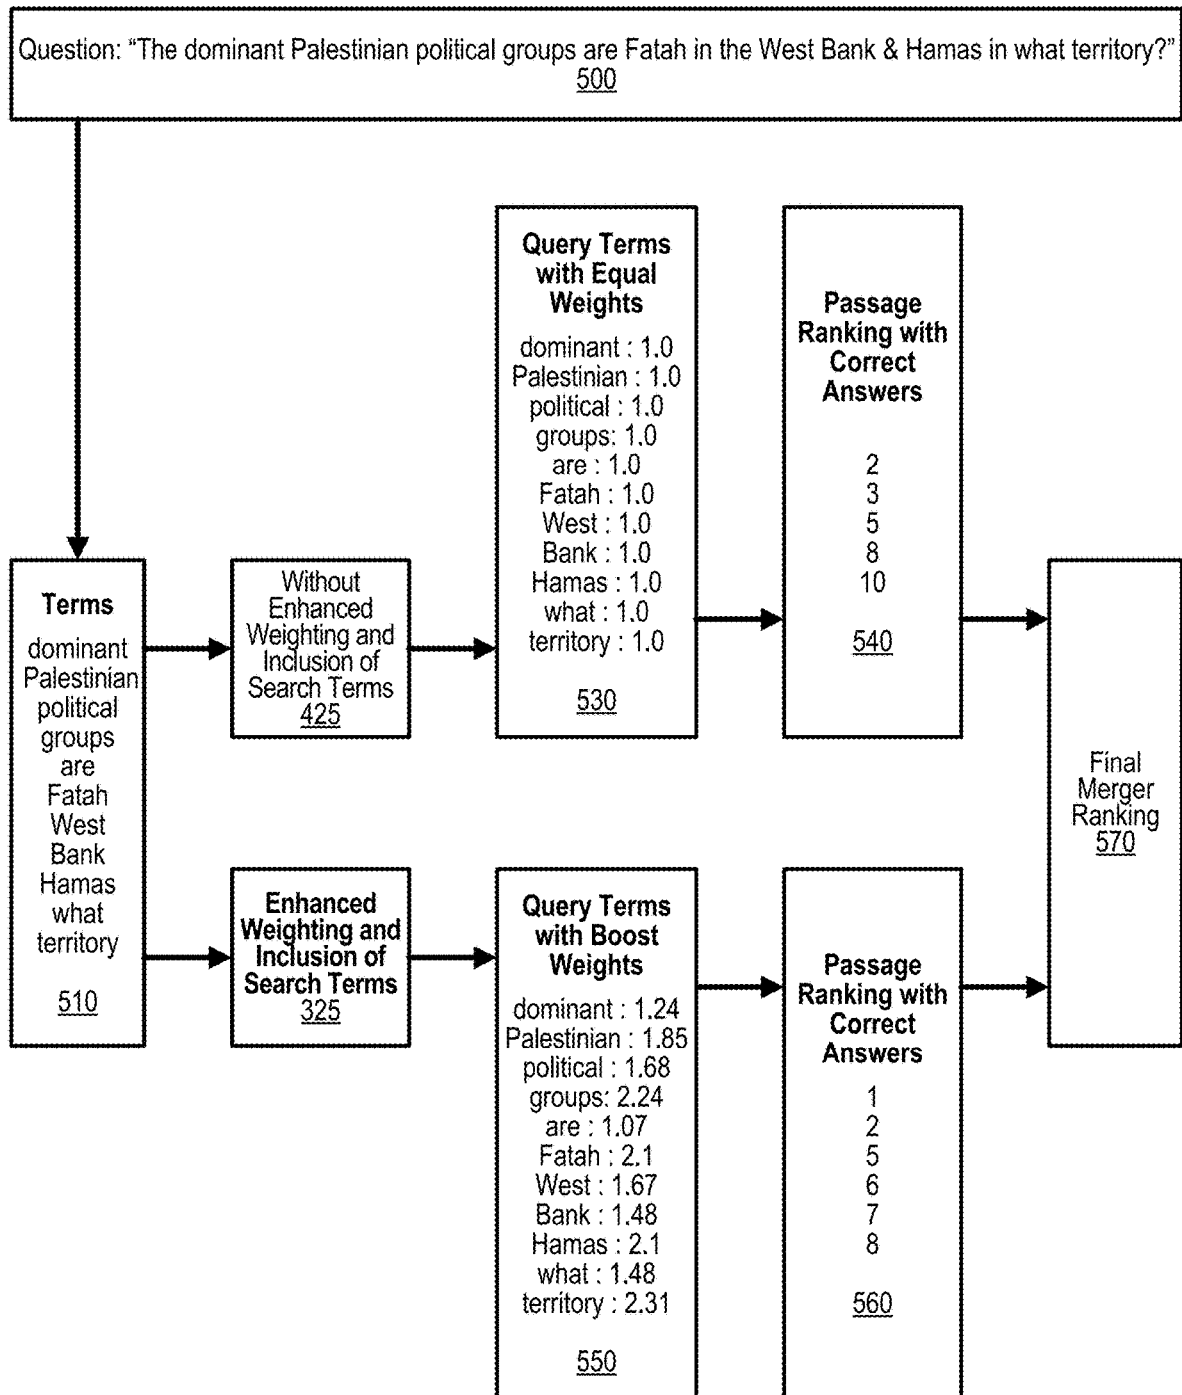 Question: “The dominant Palestinian political groups are Fatah in the West Bank & Hamas in what territory?”
500
Terms
dominant
Palestinian
political
groups
are
Fatah
West
Bank
Hamas
what
territory
510
Without
Enhanced
Weighting and
Inclusion of
Search Terms
425
Query Terms
with Equal
Weights
dominant : 1.0
Palestinian : 1.0
political : 1.0
groups: 1.0
are : 1.0
Fatah : 1.0
West : 1.0
Bank : 1.0
Hamas : 1.0
what : 1.0
territory : 1.0
530
Passage
Ranking with
Correct
Answers
2
3
5
8
10
540
Enhanced
Weighting and
Inclusion of
Search Terms
325
Query Terms
with Boost
Weights
dominant : 1.24
Palestinian : 1.85
political : 1.68
groups: 2.24
are : 1.07
Fatah : 2.1
West : 1.67
Bank : 1.48
Hamas : 2.1
what : 1.48
territory : 2.31
550
Passage
Ranking with
Correct
Answers
1
2
5
6
7
8
560
Final
Merger
Ranking
570